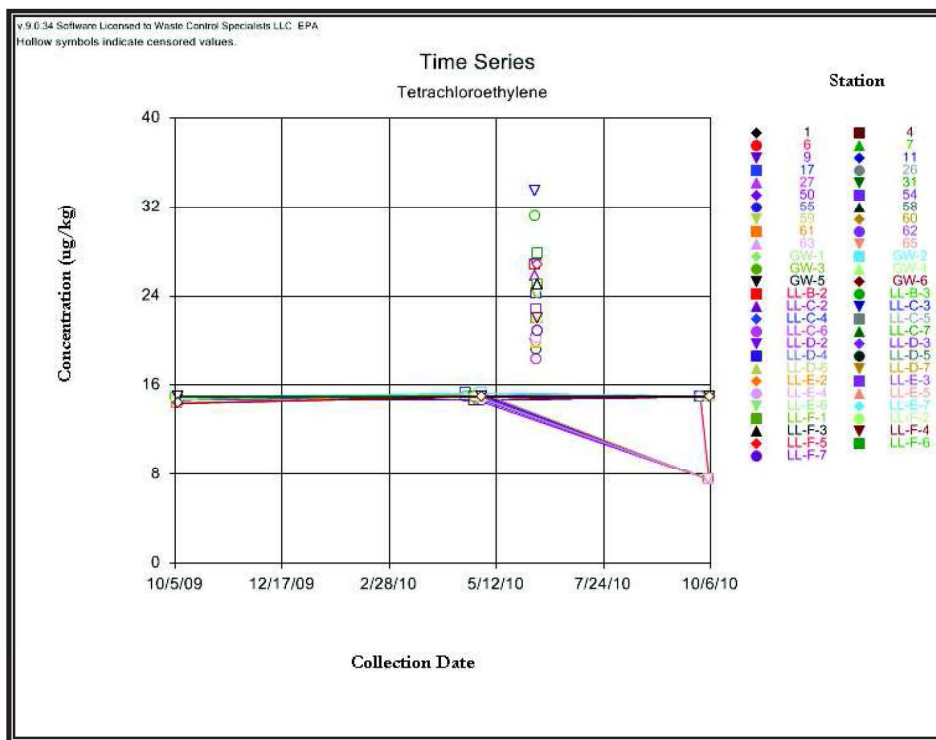 v.9.0.34 Software Licensed to Waste Control Specialists LLC EPA
Hollow symbols indicate censored values.
Time Series
Tetrachloroethylene
Station
Concentration (ug/kg)
40
32
24
16
8
0
10/5/09 12/17/09 2/28/10 5/12/10 7/24/10 10/6/10
Collection Date
1 4
6 7
9 11
17 26
27 31
50 54
55 58
59 60
61 62
63 65
GW-1 GW-2
GW-3 GW-4
GW-5 GW-6
LL-B-2 LL-B-3
LL-C-2 LL-C-3
LL-C-4 LL-C-5
LL-C-6 LL-C-7
LL-D-2 LL-D-3
LL-D-4 LL-D-5
LL-D-6 LL-D-7
LL-E-2 LL-E-3
LL-E-4 LL-E-5
LL-E-6 LL-E-7
LL-F-1 LL-F-2
LL-F-3 LL-F-4
LL-F-5 LL-F-6
LL-F-7